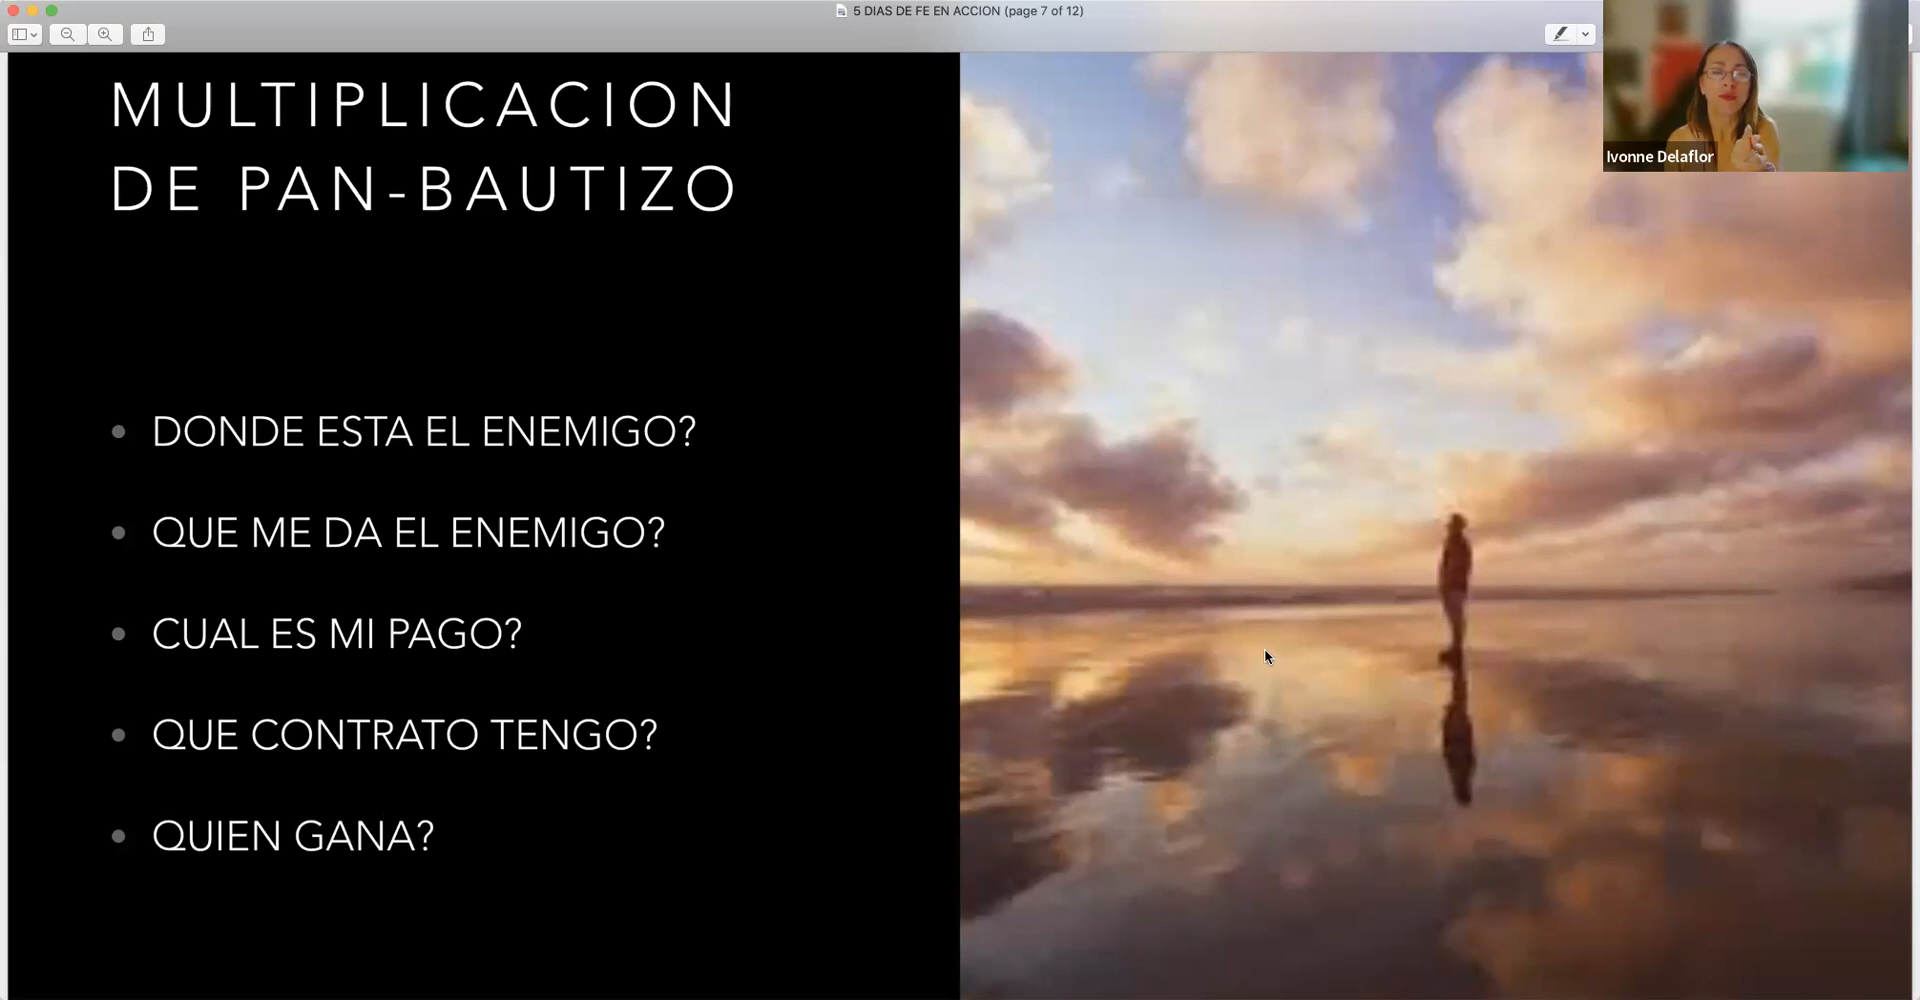 5 DIAS DE FE EN ACCION (page 7 of 12)
MULTIPLICACION
DE PAN-BAUTIZO
DONDE ESTA EL ENEMIGO?
QUE ME DA EL ENEMIGO?
CUAL ES MI PAGO?
QUE CONTRATO TENGO?
QUIEN GANA?
Ivonne Delaflor